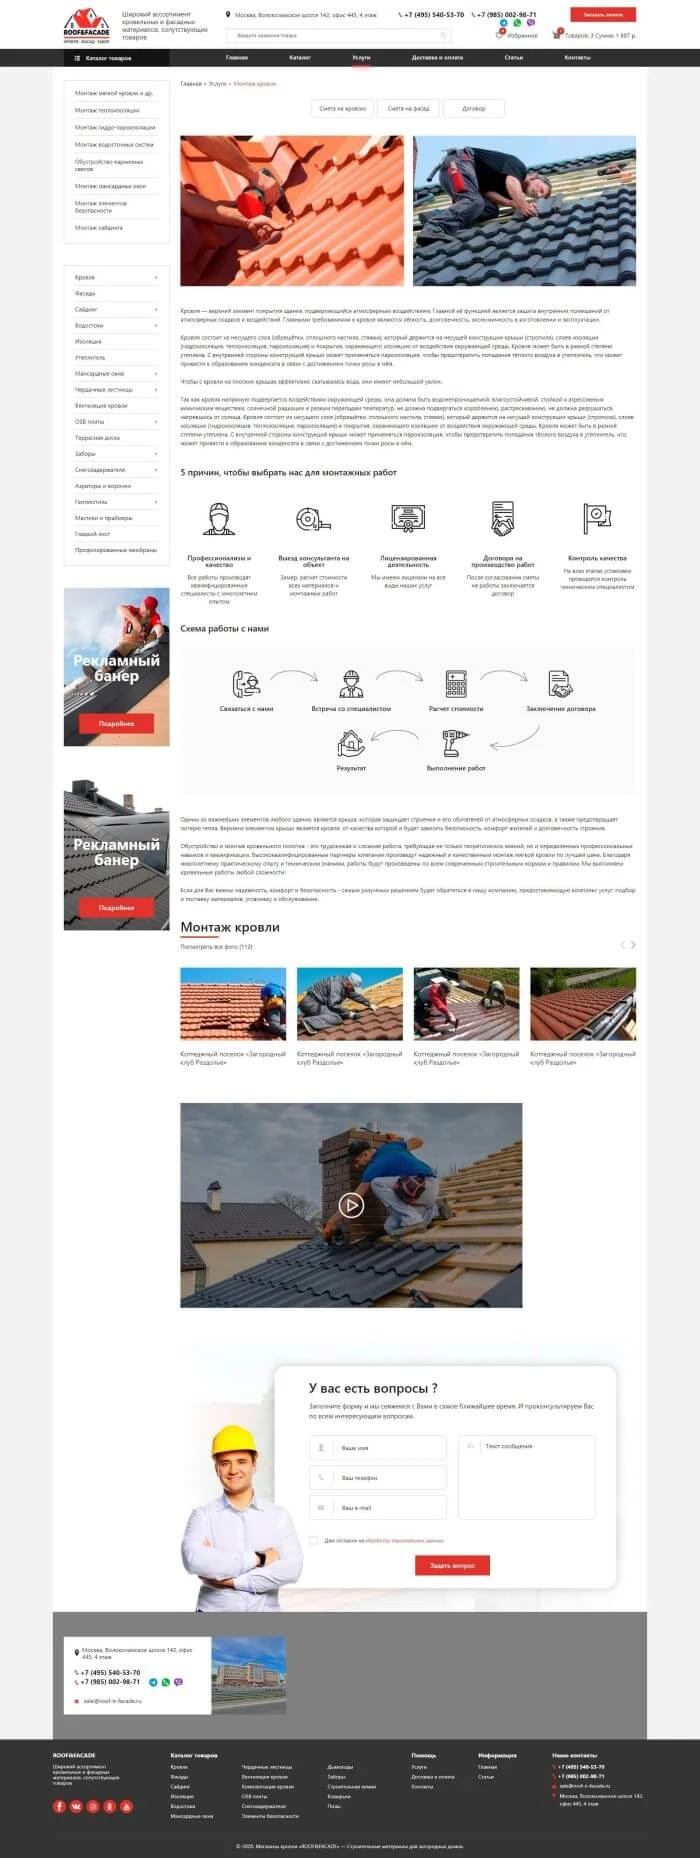 ROOF&FACADE
КРОВЛЯ • ФАСАД • ЗАБОР
Широкий ассортимент
кровельных и фасадных
материалов, сопутствующих
товаров
Москва, Волоколамское шоссе 142, офис 445, 4 этаж
+7 (495) 540-53-70
+7 (985) 002-98-71
Заказать звонок
Введите название товара
Избранное
Товаров: 3 Сумма: 1 887 р.
Каталог товаров
Главная
Каталог
Услуги
Доставка и оплата
Статьи
Контакты
Монтаж мягкой кровли и др.
Монтаж теплоизоляции
Монтаж гидро-пароизоляции
Монтаж водосточных систем
Обустройство карнизных
свесов
Монтаж мансардных окон
Монтаж элементов
безопасности
Монтаж сайдинга
Кровля
Фасады
Сайдинг
Водостоки
Изоляция
Утеплитель
Мансардные окна
Чердачные лестницы
Вентиляция кровли
OSB плиты
Террасная доска
Заборы
Снегозадержатели
Аэраторы и воронки
Геотекстиль
Мастики и праймеры
Гладкий лист
Профилированные мембраны
Рекламный
банер
Подробнее
Рекламный
банер
Подробнее
Главная • Услуги • Монтаж кровли
Смета на кровлю
Смета на фасад
Договор
Кровля — верхний элемент покрытия здания, подвергающийся атмосферным воздействиям. Главной её функцией является защита внутренних помещений от
атмосферных осадков и воздействий. Главными требованиями к кровле являются лёгкость, долговечность, экономичность в изготовлении и эксплуатации.
Кровля состоит из несущего слоя (обрешётки, сплошного настила, стяжки), который держится на несущей конструкции крыши (стропила), слоев изоляции
(гидроизоляция, теплоизоляция, пароизоляция) и покрытия, охраняющего изоляцию от воздействия окружающей среды. Кровля может быть в разной степени
утеплена. С внутренней стороны конструкций крыши может применяться пароизоляция, чтобы предотвратить попадания тёплого воздуха в утеплитель, что может
привести к образованию конденсата в связи с достижением точки росы в нём.
Чтобы с кровли на плоских крышах эффективно скатывалась вода, они имеют небольшой уклон.
Так как кровля напрямую подвергается воздействиям окружающей среды, она должна быть водонепроницаемой, влагоустойчивой, стойкой к агрессивным
химическим веществам, солнечной радиации и резким перепадам температур, не должна подвергаться короблению, растрескиванию, не должна разрушаться,
нагревшись от солнца. Кровля состоит из несущего слоя (обрешётки, сплошного настила, стяжки), который держится на несущей конструкции крыши (стропила), слоев
изоляции (гидроизоляция, теплоизоляция, пароизоляция) и покрытия, охраняющего изоляцию от воздействия окружающей среды. Кровля может быть в разной
степени утеплена. С внутренней стороны конструкций крыши может применяться пароизоляция, чтобы предотвратить попадания тёплого воздуха в утеплитель, что
может привести к образованию конденсата в связи с достижением точки росы в нём.
5 причин, чтобы выбрать нас для монтажных работ
Профессионализм и
качество
Все работы производят
квалифицированные
специалисты с многолетним
опытом
Выезд консультанта на
объект
Замер, расчет стоимости
всех материалов и
монтажных работ
Лицензированная
деятельность
Мы имеем лицензии на все
виды наших услуг
Договора на
производство работ
После согласования сметы
на работы заключается
договор
Контроль качества
На всех этапах установки
проводится контроль
техническим специалистом
Схема работы с нами
Связаться с нами
Встреча со специалистом
Расчет стоимости
Заключение договора
Результат
Выполнение работ
Одним из важнейших элементов любого здания, является крыша, которая защищает строение и его обитателей от атмосферных осадков, а также предотвращает
потерю тепла. Верхним элементом крыши является кровля, от качества которой и будет зависеть безопасность, комфорт жителей и долговечность строения.
Обустройство и монтаж кровельного полотна - это трудоемкая и сложная работа, требующая не только теоретических знаний, но и определенных профессиональных
навыков и квалификации. Высококвалифицированные партнеры компании произведут надежный и качественным монтаж мягкой кровли по лучшей цене. Благодаря
многолетнему практическому опыту и техническим знаниям, работы будут произведены по всем современным строительным нормам и правилам. Мы выполняем
кровельные работы любой сложности!
Если для Вас важны надежность, комфорт и безопасность - самым разумным решением будет обратиться в нашу компанию, предоставляющую комплекс услуг: подбор
и поставку материалов, установку и обслуживание.
Монтаж кровли
Посмотреть все фото (112)
Коттеджный поселок «Загородный
клуб Раздолье»
Коттеджный поселок «Загородный
клуб Раздолье»
Коттеджный поселок «Загородный
клуб Раздолье»
Коттеджный поселок «Загородный
клуб Раздолье»
У вас есть вопросы ?
Заполните форму и мы свяжемся с Вами в самое ближайшее время. И проконсультируем Вас
по всем интересующим вопросам.
Ваше имя
Ваш телефон
Ваш e-mail
Текст сообщения
Даю согласие на обработку персональных данных
Задать вопрос
Москва, Волоколамское шоссе 142, офис
445, 4 этаж
+7 (495) 540-53-70
+7 (985) 002-98-71
sale@roof-n-facade.ru
ROOF&FACADE
Широкий ассортимент
кровельных и фасадных
материалов, сопутствующих
товаров
Каталог товаров
Кровля
Фасады
Сайдинг
Изоляция
Водостоки
Мансардные окна
Чердачные лестницы
Вентиляция кровли
Комплектация кровли
OSB плиты
Снегозадержатели
Элементы безопасности
Дымоходы
Заборы
Строительная химия
Козырьки
Полы
Помощь
Услуги
Доставка и оплата
Контакты
Информация
Главная
Статьи
Наши контакты
+7 (495) 540-53-70
+7 (985) 002-98-71
sale@roof-n-facade.ru
Москва, Волоколамское шоссе 142,
офис 445, 4 этаж
© 2020. Магазины кровли «ROOF&FACADE» — Строительные материалы для загородных домов.